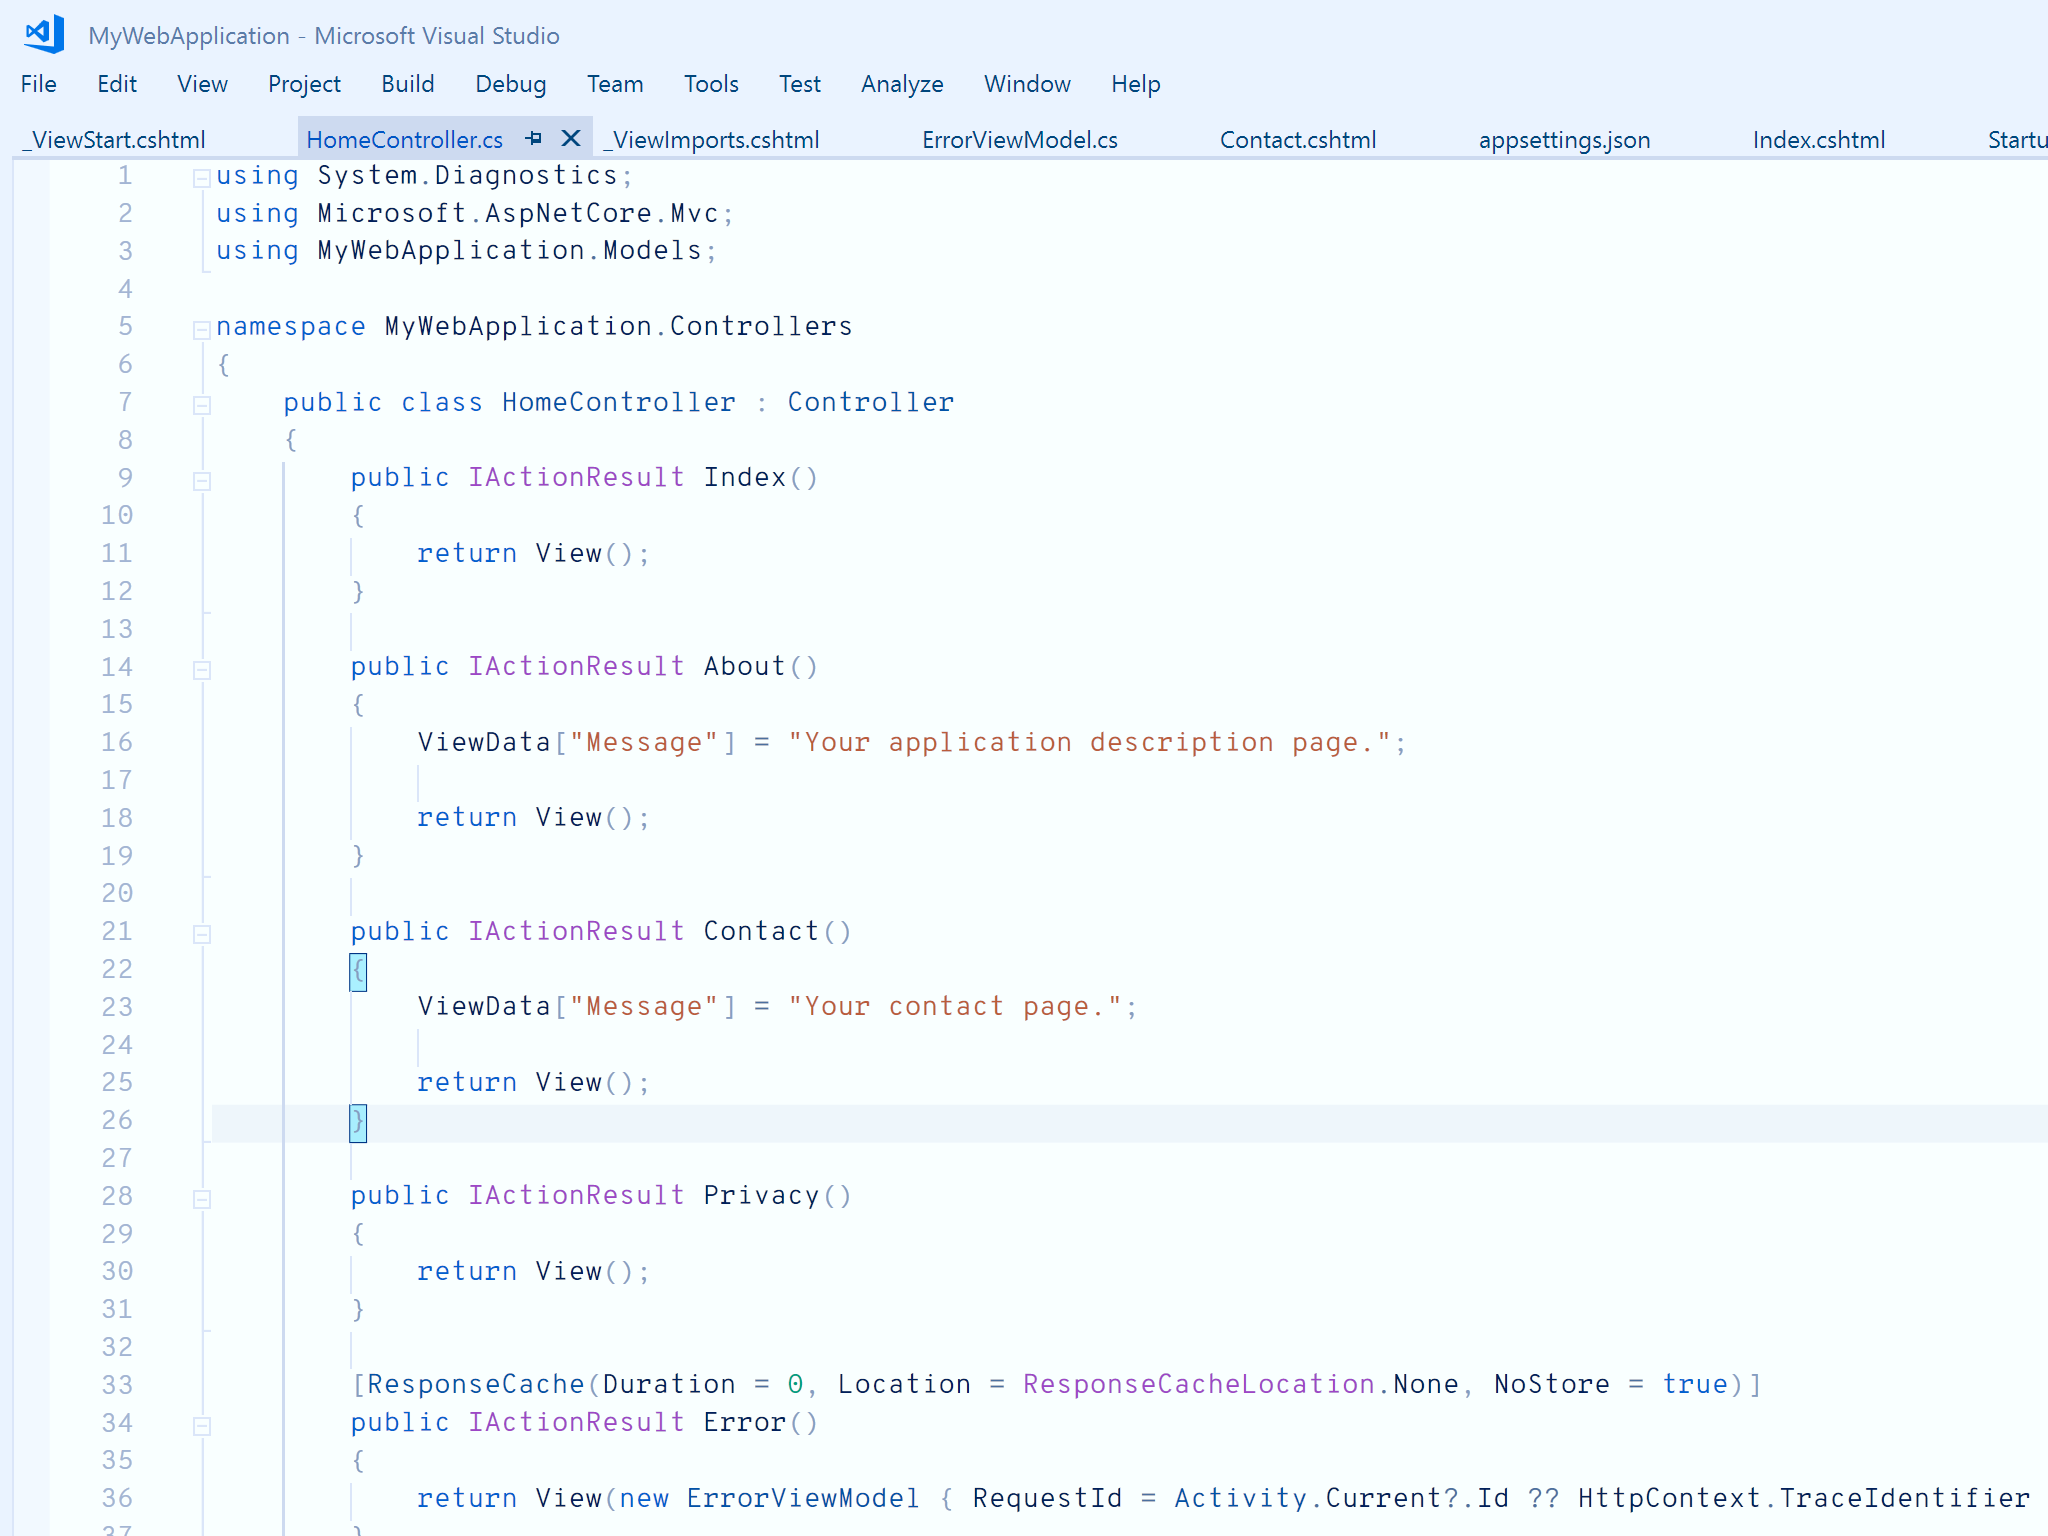 MyWebApplication - Microsoft Visual Studio
File Edit View Project Build Debug Team Tools Test Analyze Window Help
_ViewStart.cshtml HomeController.cs _ViewImports.cshtml ErrorViewModel.cs Contact.cshtml appsettings.json Index.cshtml Startu
1 using System.Diagnostics;
2 using Microsoft.AspNetCore.Mvc;
3 using MyWebApplication.Models;
4
5 namespace MyWebApplication.Controllers
6 {
7     public class HomeController : Controller
8     {
9         public IActionResult Index()
10         {
11             return View();
12         }
13
14         public IActionResult About()
15         {
16             ViewData["Message"] = "Your application description page.";
17
18             return View();
19         }
20
21         public IActionResult Contact()
22         {
23             ViewData["Message"] = "Your contact page.";
24
25             return View();
26         }
27
28         public IActionResult Privacy()
29         {
30             return View();
31         }
32
33         [ResponseCache(Duration = 0, Location = ResponseCacheLocation.None, NoStore = true)]
34         public IActionResult Error()
35         {
36             return View(new ErrorViewModel { RequestId = Activity.Current?.Id ?? HttpContext.TraceIdentifier
37         }